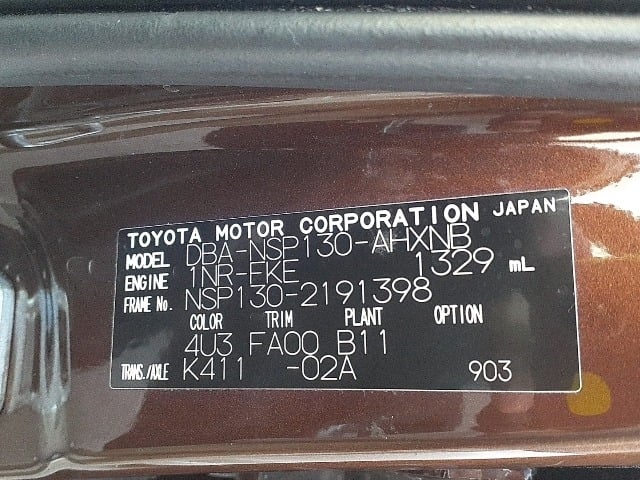 TOYOTA MOTOR CORPORATION JAPAN
MODEL DBA-NSP130-AHXNB
ENGINE 1NR-FKE 1329 mL
FRAME No. NSP130-2191398
COLOR TRIM PLANT OPTION
4U3 FA00 B11
TRANS./AXLE K411 -02A 903